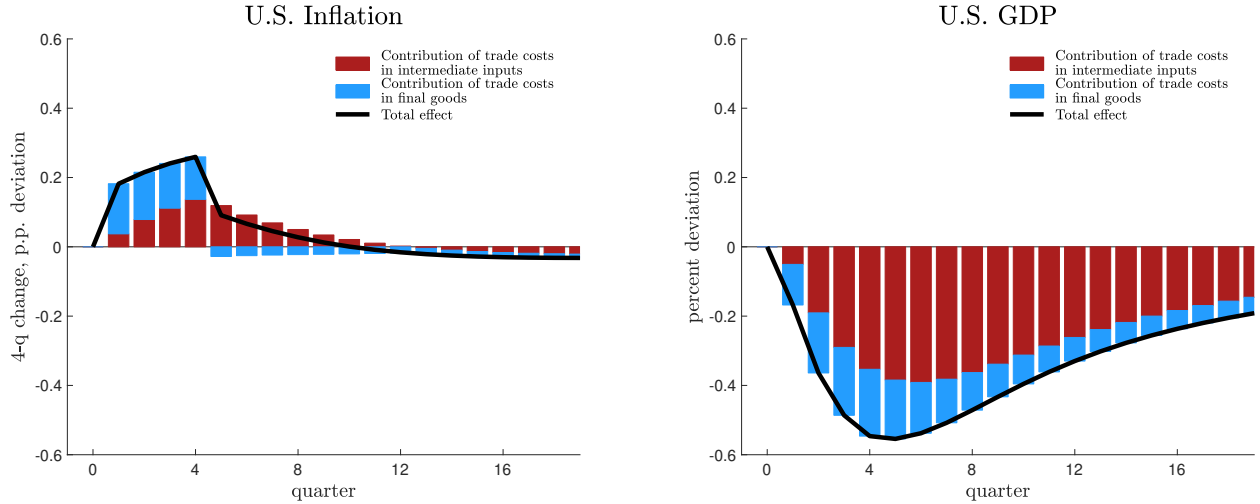 U.S. Inflation
0.6
0.4
0.2
0
-0.2
-0.4
-0.6
4-q change, p.p. deviation
Contribution of trade costs
in intermediate inputs
Contribution of trade costs
in final goods
Total effect
0
4
8
12
16
quarter
U.S. GDP
0.6
0.4
0.2
0
-0.2
-0.4
-0.6
percent deviation
Contribution of trade costs
in intermediate inputs
Contribution of trade costs
in final goods
Total effect
0
4
8
12
16
quarter